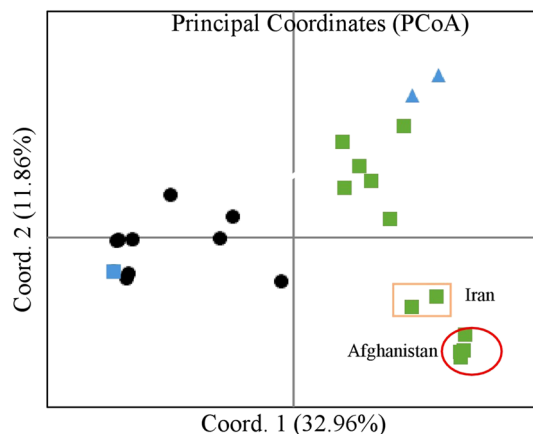 Principal Coordinates (PCoA)
Coord. 2 (11.86%)
Iran
Afghanistan
Coord. 1 (32.96%)